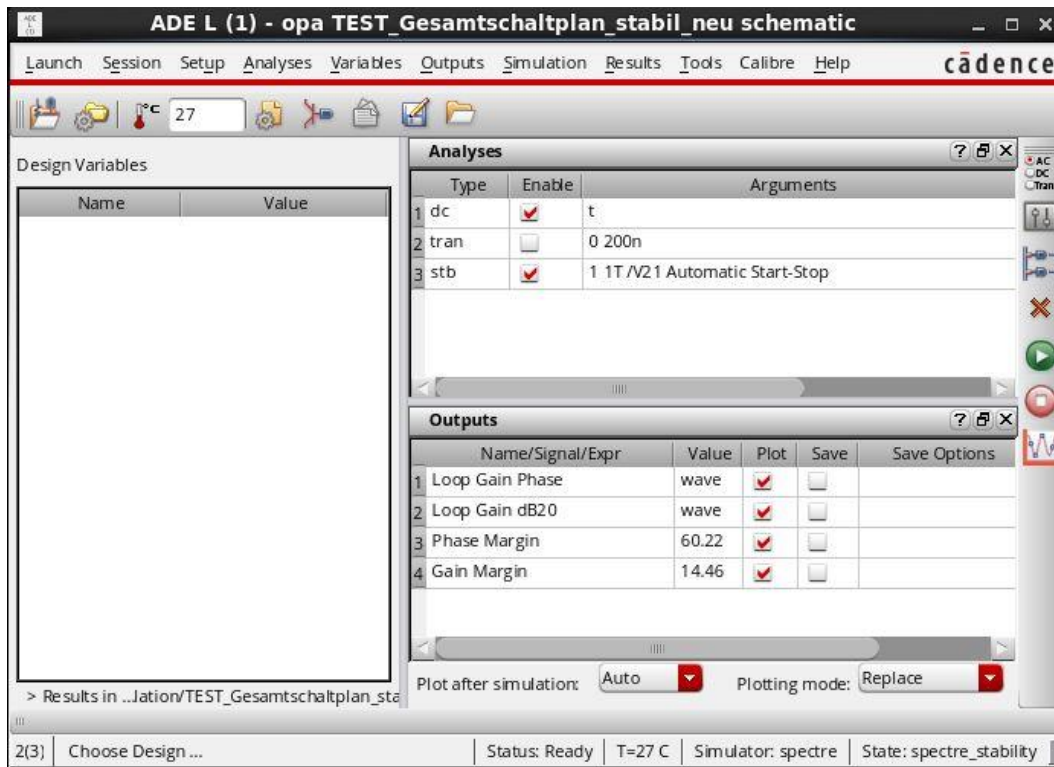 ADE L (1) - opa TEST_Gesamtschaltplan_stabil_neu schematic
Launch Session Setup Analyses Variables Outputs Simulation Results Tools Calibre Help cādence
°C 27
Design Variables
Name Value
Analyses
Type Enable Arguments
1 dc t
2 tran 0 200n
3 stb 1 1T /V21 Automatic Start-Stop
AC
DC
Tran
Outputs
Name/Signal/Expr Value Plot Save Save Options
1 Loop Gain Phase wave
2 Loop Gain dB20 wave
3 Phase Margin 60.22
4 Gain Margin 14.46
> Results in ...lation/TEST_Gesamtschaltplan_sta
Plot after simulation: Auto Plotting mode: Replace
2(3) Choose Design ... Status: Ready T=27 C Simulator: spectre State: spectre_stability